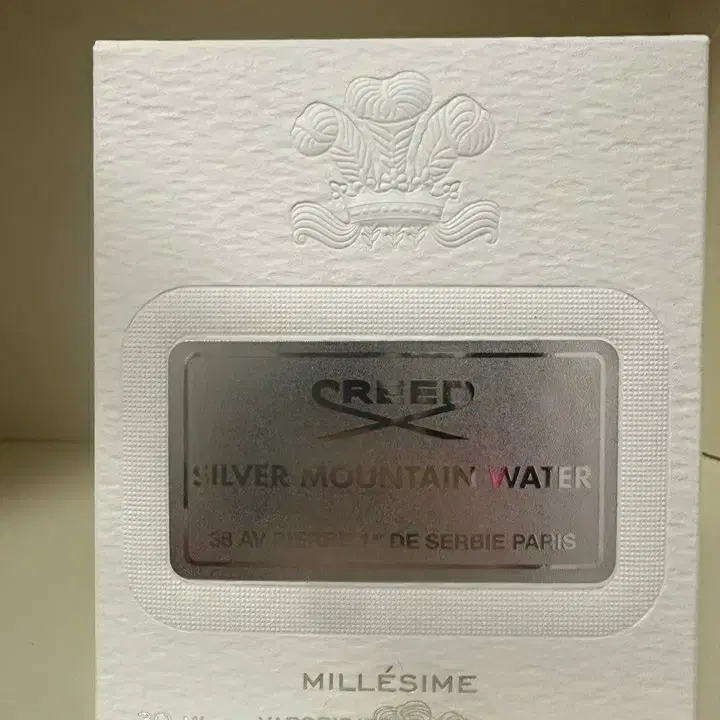 CREED
SILVER MOUNTAIN WATER
38 AV PIERRE 1er DE SERBIE PARIS
MILLÉSIME